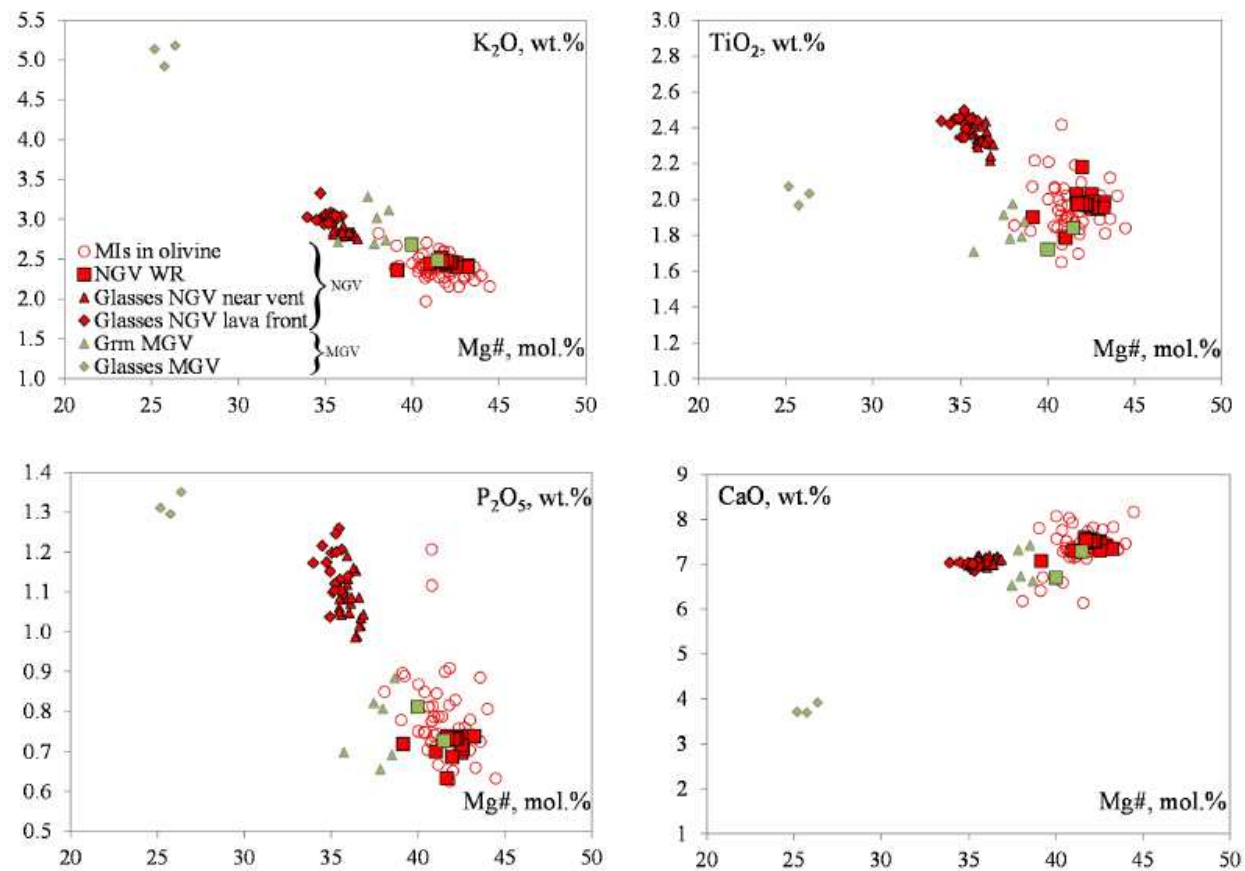 5.5
5.0
4.5
4.0
3.5
3.0
2.5
2.0
1.5
1.0
K₂O, wt.%
MIs in olivine
NGV WR
Glasses NGV near vent
Glasses NGV lava front
NGV
Grm MGV
Glasses MGV
MGV
Mg#, mol.%
20 25 30 35 40 45 50
3.0
2.8
2.6
2.4
2.2
2.0
1.8
1.6
1.4
1.2
1.0
TiO₂, wt.%
Mg#, mol.%
20 25 30 35 40 45 50
1.4
1.3
1.2
1.1
1.0
0.9
0.8
0.7
0.6
0.5
P₂O₅, wt.%
Mg#, mol.%
20 25 30 35 40 45 50
9
8
7
6
5
4
3
2
1
CaO, wt.%
Mg#, mol.%
20 25 30 35 40 45 50